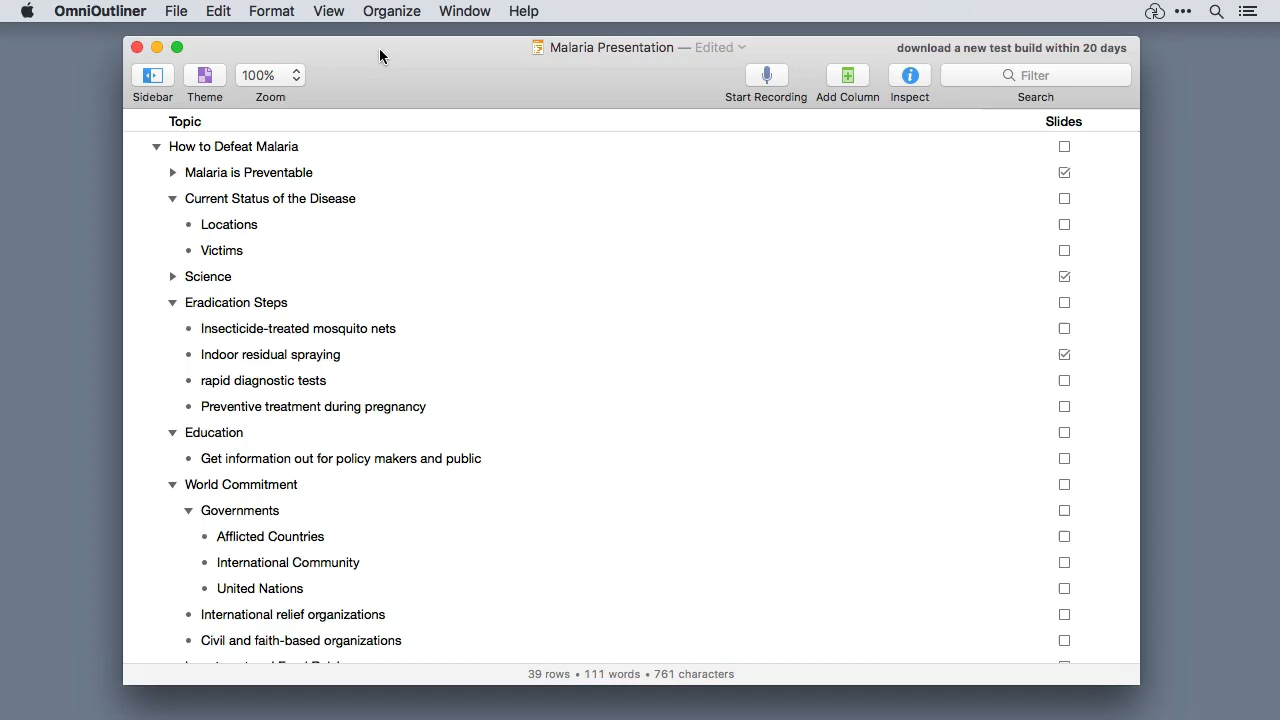 OmniOutliner File Edit Format View Organize Window Help
Malaria Presentation — Edited
download a new test build within 20 days
100%
Filter
Sidebar Theme Zoom Start Recording Add Column Inspect Search
Topic Slides
How to Defeat Malaria
Malaria is Preventable
Current Status of the Disease
Locations
Victims
Science
Eradication Steps
Insecticide-treated mosquito nets
Indoor residual spraying
rapid diagnostic tests
Preventive treatment during pregnancy
Education
Get information out for policy makers and public
World Commitment
Governments
Afflicted Countries
International Community
United Nations
International relief organizations
Civil and faith-based organizations
39 rows • 111 words • 761 characters